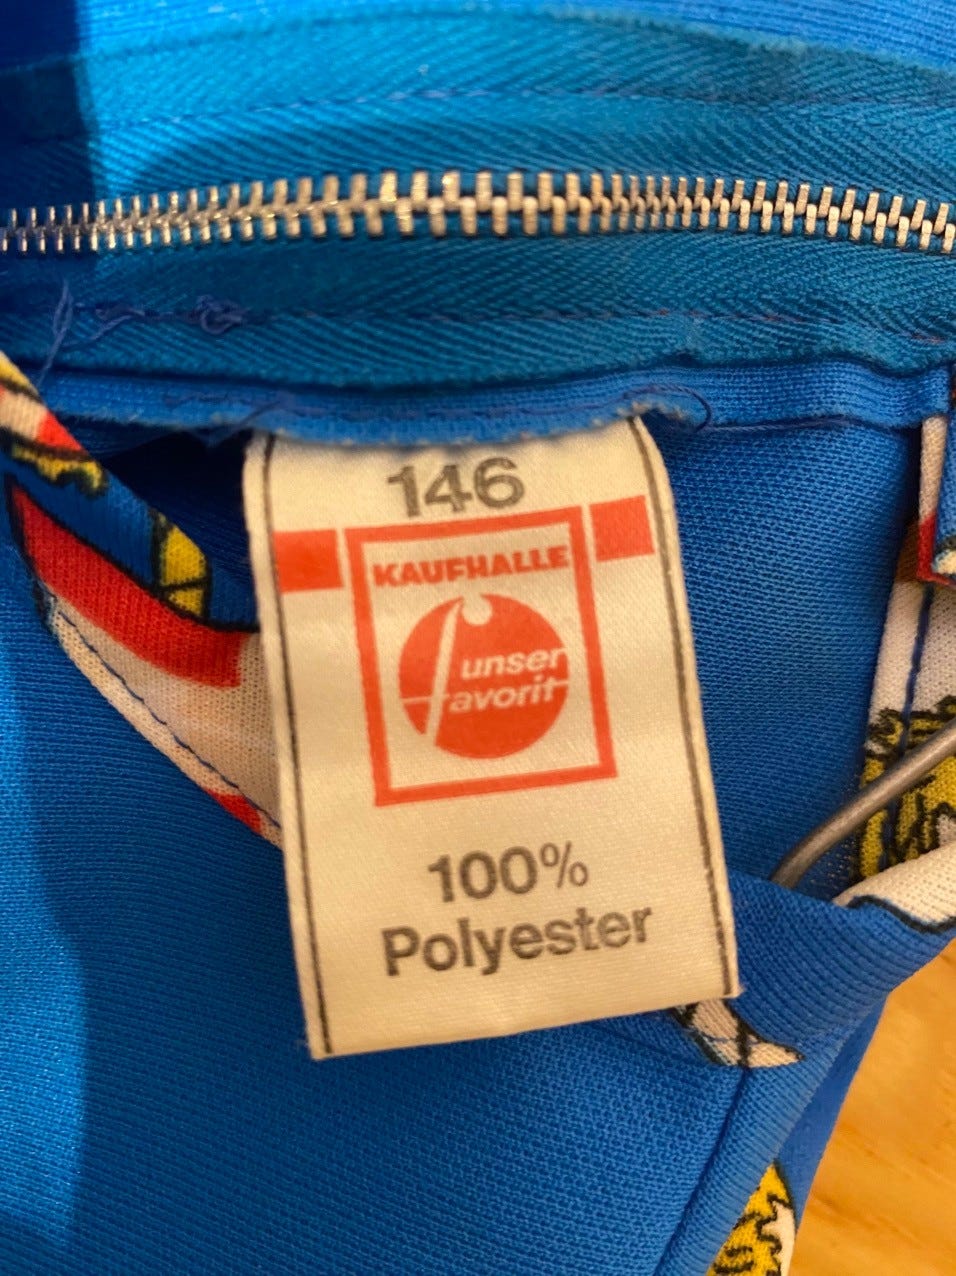 146
KAUFHALLE
unser
favorit
100%
Polyester